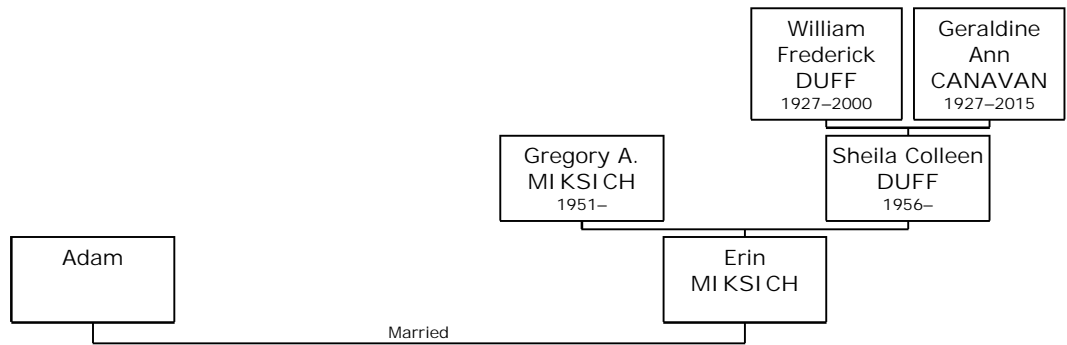 William
Frederick
DUFF
1927–2000
Geraldine
Ann
CANAVAN
1927–2015
Gregory A.
MIKSICH
1951–
Sheila Colleen
DUFF
1956–
Adam
Erin
MIKSICH
Married